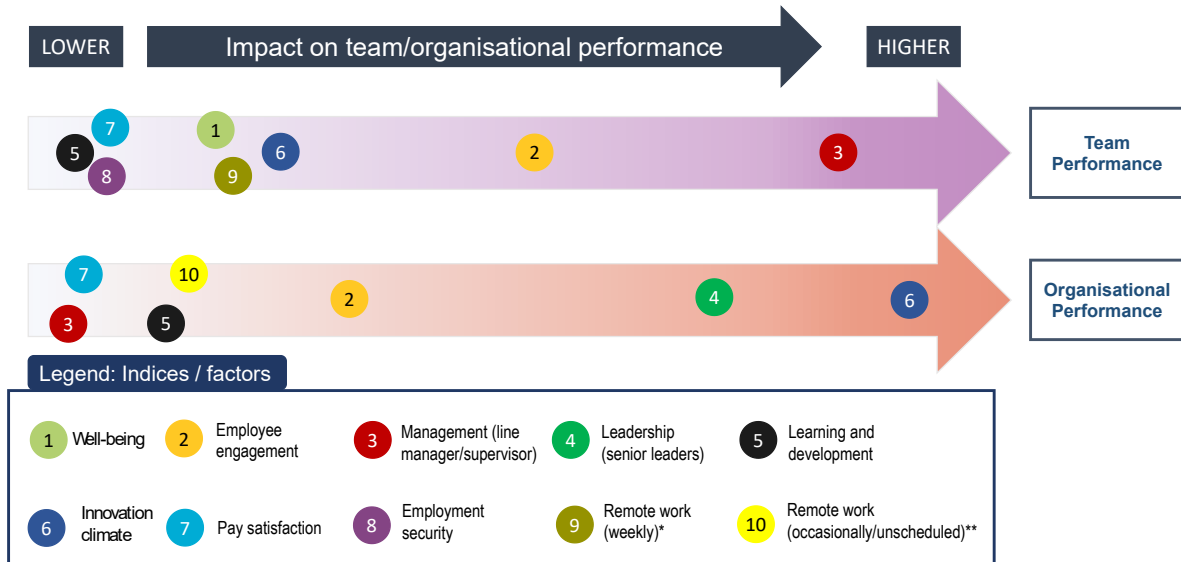 LOWER
Impact on team/organisational performance
HIGHER
7
1
5
6
2
3
8
9
Team
Performance
7
10
2
4
6
3
5
Organisational
Performance
Legend: Indices / factors
1 Well-being
2 Employee
engagement
3 Management (line
manager/supervisor)
4 Leadership
(senior leaders)
5 Learning and
development
6 Innovation
climate
7 Pay satisfaction
8 Employment
security
9 Remote work
(weekly)*
10 Remote work
(occasionally/unscheduled)**